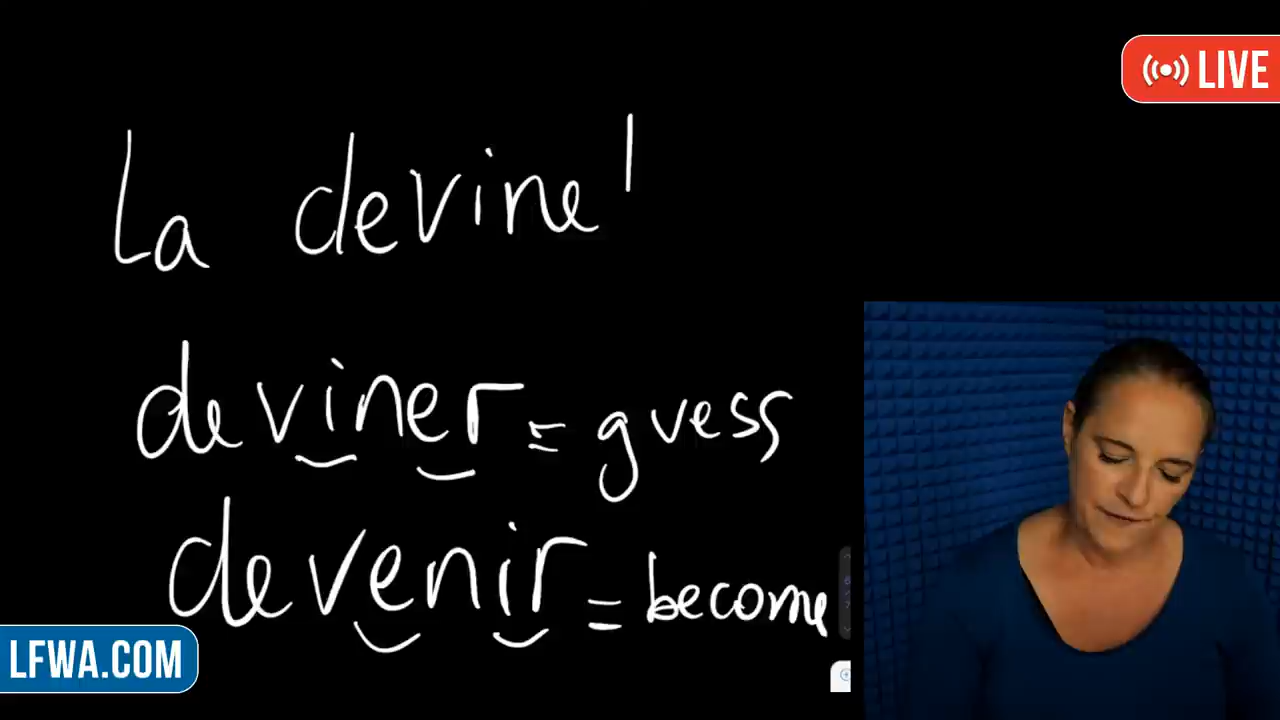 LIVE
La devine'
deviner = guess
devenir = become
LFWA.COM